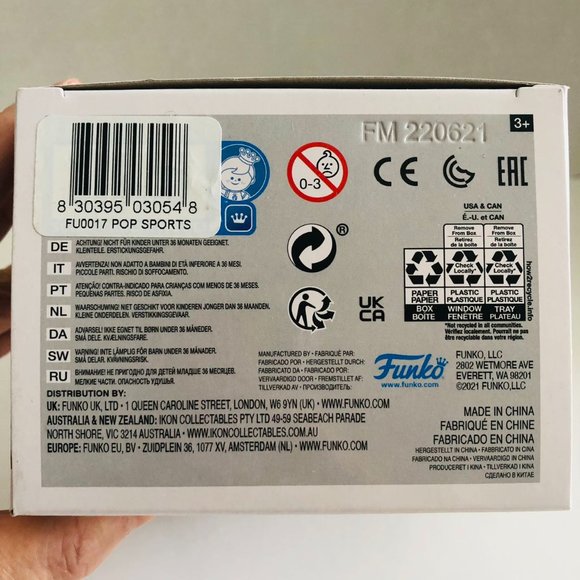 FM 220621
3+
8 30395 03054 8
FU0017 POP SPORTS
0-3
CE
EAC
®
UK
CA
USA & CAN
É.-U. et CAN
Remove From Box
Retirez de la boîte
Remove From Box
Retirez de la boîte
Check Locally*
Check Locally*
PAPER
PAPIER
PLASTIC
PLASTIQUE
PLASTIC
PLASTIQUE
BOX
BOITE
WINDOW
FENÊTRE
TRAY
PLATEAU
*Not recycled in all communities.
how2recycle.info
DE ACHTUNG! NICHT FÜR KINDER UNTER 36 MONATEN GEEIGNET.
KLEINTEILE. ERSTICKUNGSGEFAHR.
IT AVVERTENZA! NON ADATTO A BAMBINI DI ETÀ INFERIORE A 36 MESI.
PICCOLE PARTI. RISCHIO DI SOFFOCAMENTO.
PT ATENÇÃO! CONTRA-INDICADO PARA CRIANÇAS COM MENOS DE 36 MESES.
PEQUENAS PARTES. RISCO DE ASFIXIA.
NL WAARSCHUWING! NIET GESCHIKT VOOR KINDEREN JONGER DAN 36 MAANDEN.
KLEINE ONDERDELEN. VERSTIKKINGSGEVAAR.
DA ADVARSEL! IKKE EGNET TIL BØRN UNDER 36 MÅNEDER.
SMÅ DELE. KVÆLNINGSFARE.
SW VARNING! INTE LÄMPLIG FÖR BARN UNDER 36 MÅNADER.
SMÅ DELAR. KVÄVNINGSRISK.
RU ВНИМАНИЕ! НЕ ПРИГОДНО ДЛЯ ДЕТЕЙ МЛАДШЕ 36 МЕСЯЦЕВ.
МЕЛКИЕ ЧАСТИ. ОПАСНОСТЬ УДУШЬЯ.
MANUFACTURED BY • FABRIQUÉ PAR:
FABRICADO POR • HERGESTELLT DURCH:
FABRICATO DA • FABRICADO POR:
VERVAARDIGD DOOR • FREMSTILLET AF:
TILLVERKAD AV • ПРОИЗВОДИТЕЛЬ:
Funko
www.funko.com
FUNKO, LLC
2802 WETMORE AVE
EVERETT, WA 98201
©2021 FUNKO,LLC
DISTRIBUTION BY:
UK: FUNKO UK, LTD • 1 QUEEN CAROLINE STREET, LONDON, W6 9YN (UK) • WWW.FUNKO.COM
AUSTRALIA & NEW ZEALAND: IKON COLLECTABLES PTY LTD 49-59 SEABEACH PARADE
NORTH SHORE, VIC 3214 AUSTRALIA • WWW.IKONCOLLECTABLES.COM.AU
EUROPE: FUNKO EU, BV • ZUIDPLEIN 36, 1077 XV, AMSTERDAM (NL) • WWW.FUNKO.COM
MADE IN CHINA
FABRIQUÉ EN CHINE
FABRICADO EN CHINA
HERGESTELLT IN CHINA • FABBRICATO IN CINA
FABRICADO NA CHINA • VERVAARDIGD IN CHINA
PRODUCERET I KINA • TILLVERKAD I KINA
СДЕЛАНО В КИТАЕ